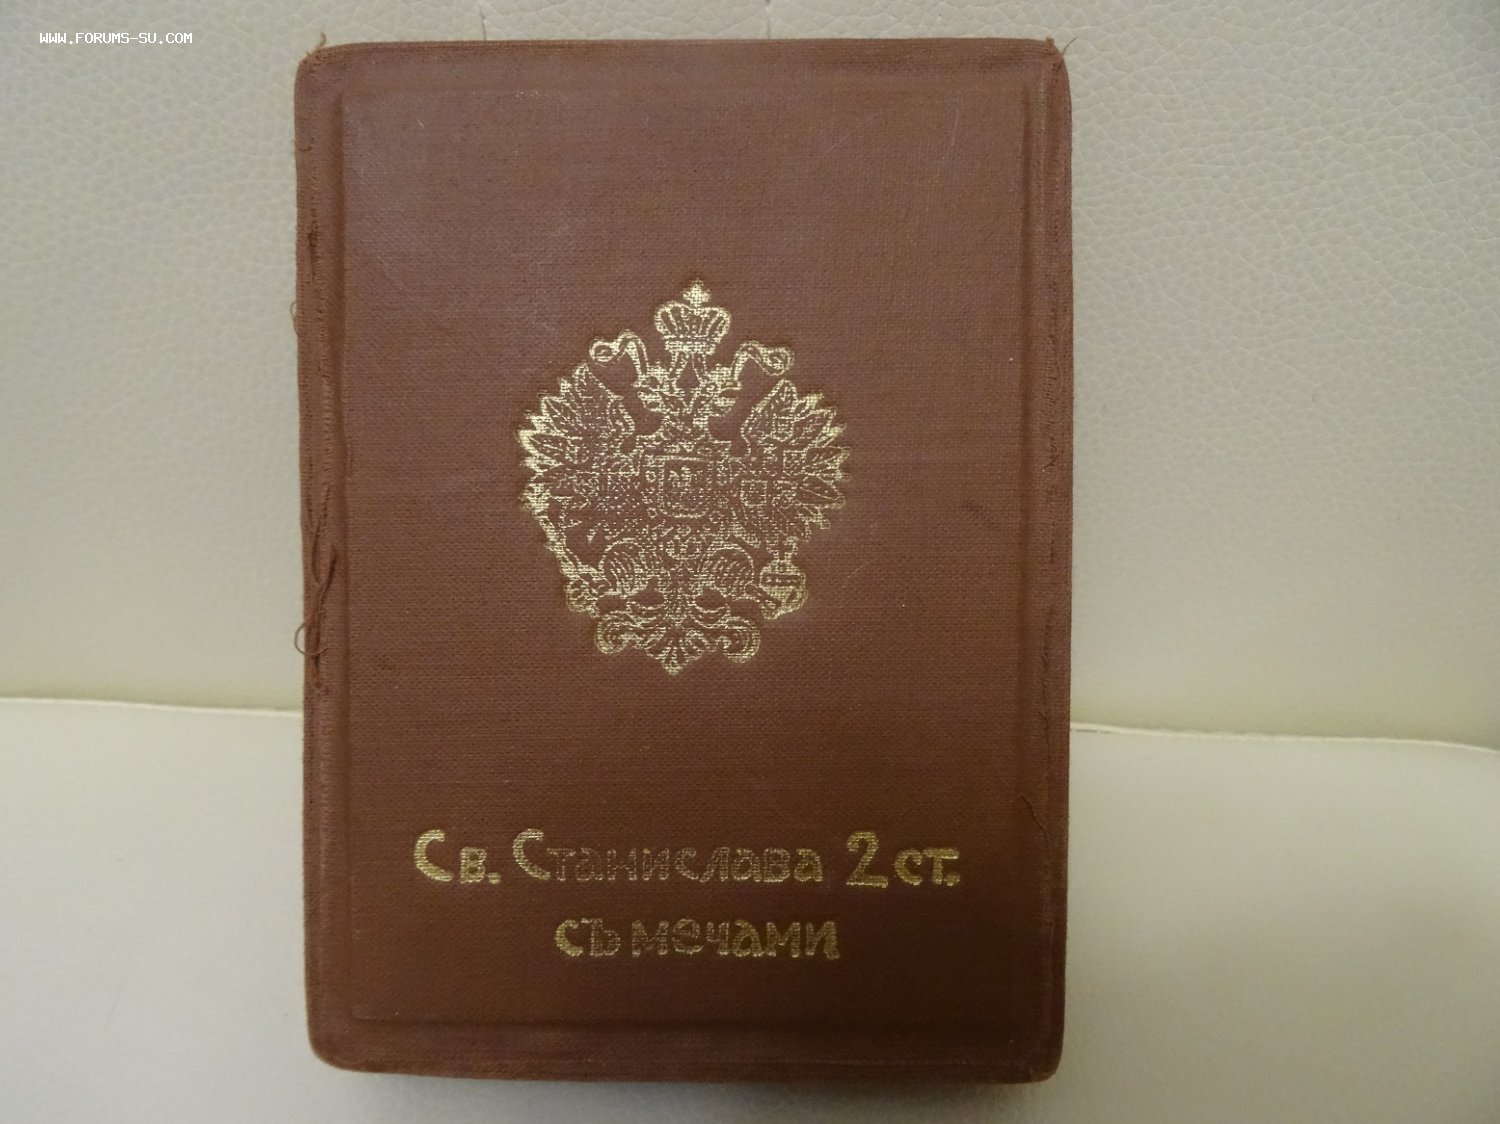 WWW.FORUMS-SU.COM
Св. Станислава 2 ст.
съ мечами